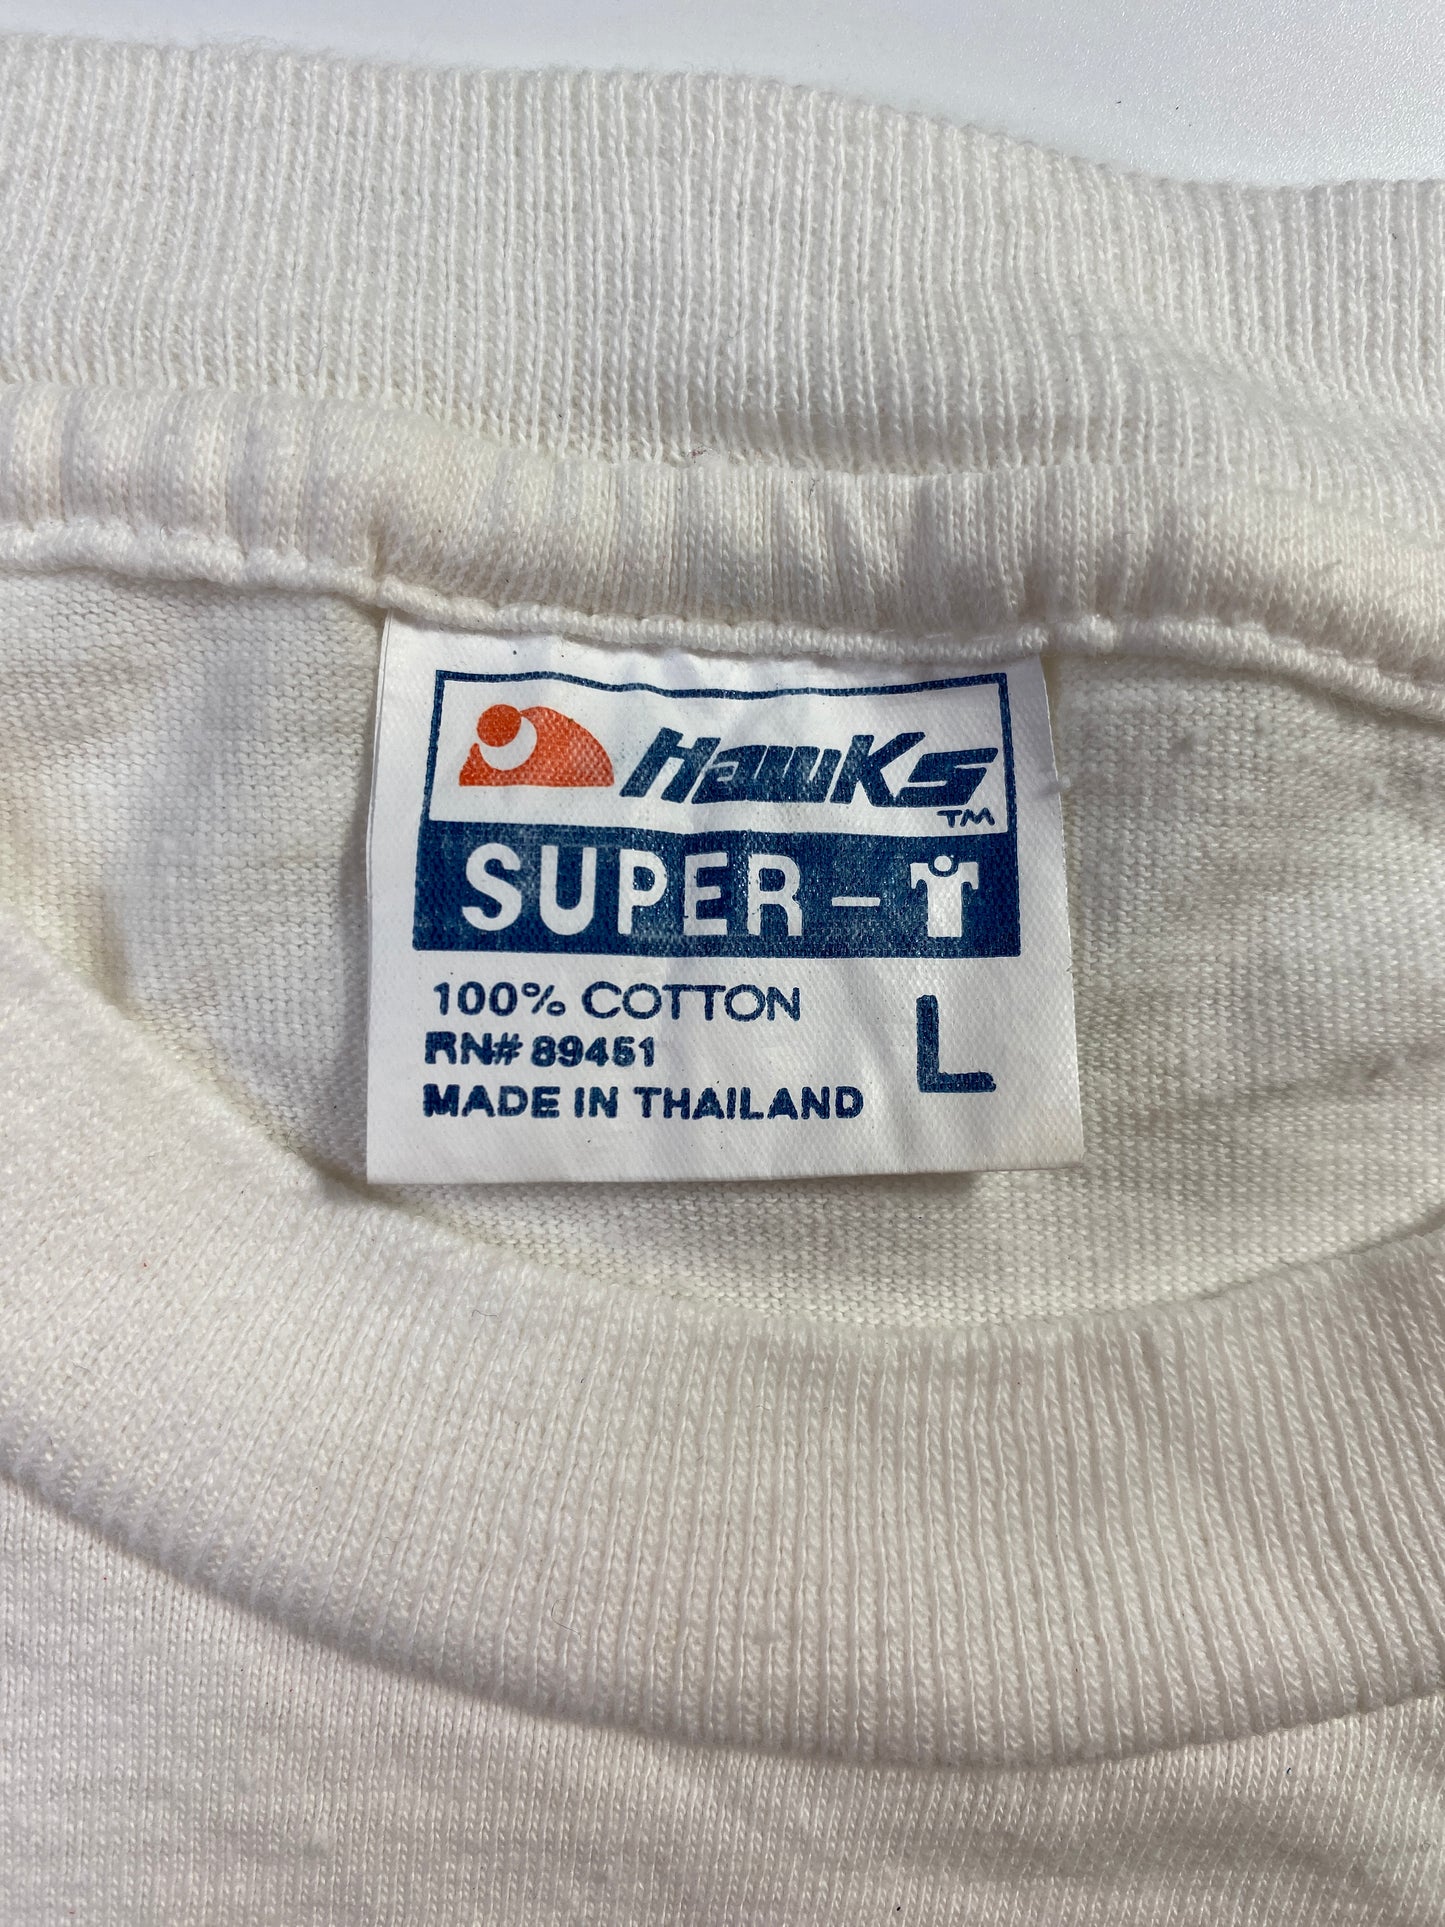 HawKs TM
SUPER-T
100% COTTON
RN# 89451
MADE IN THAILAND
L